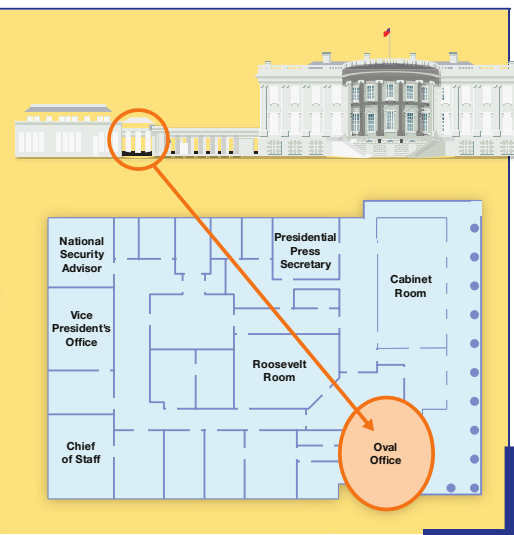 National
Security
Advisor
Presidential
Press
Secretary
Cabinet
Room
Vice
President's
Office
Roosevelt
Room
Chief
of Staff
Oval
Office